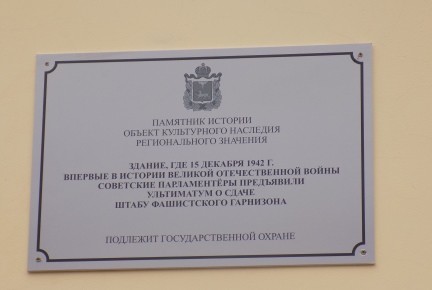 ПАМЯТНИК ИСТОРИИ
ОБЪЕКТ КУЛЬТУРНОГО НАСЛЕДИЯ
РЕГИОНАЛЬНОГО ЗНАЧЕНИЯ
ЗДАНИЕ, ГДЕ 15 ДЕКАБРЯ 1942 Г.
ВПЕРВЫЕ В ИСТОРИИ ВЕЛИКОЙ ОТЕЧЕСТВЕННОЙ ВОЙНЫ
СОВЕТСКИЕ ПАРЛАМЕНТЁРЫ ПРЕДЪЯВИЛИ
УЛЬТИМАТУМ О СДАЧЕ
ШТАБУ ФАШИСТСКОГО ГАРНИЗОНА
ПОДЛЕЖИТ ГОСУДАРСТВЕННОЙ ОХРАНЕ